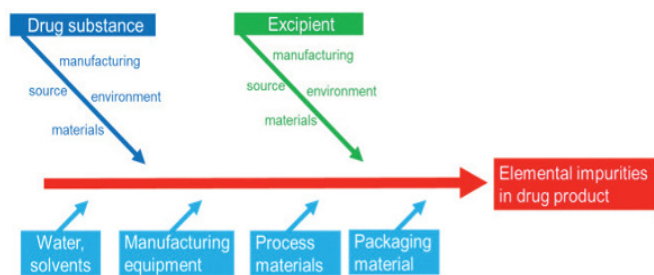 Drug substance
manufacturing
source
environment
materials
Excipient
manufacturing
source
environment
materials
Elemental impurities
in drug product
Water,
solvents
Manufacturing
equipment
Process
materials
Packaging
material